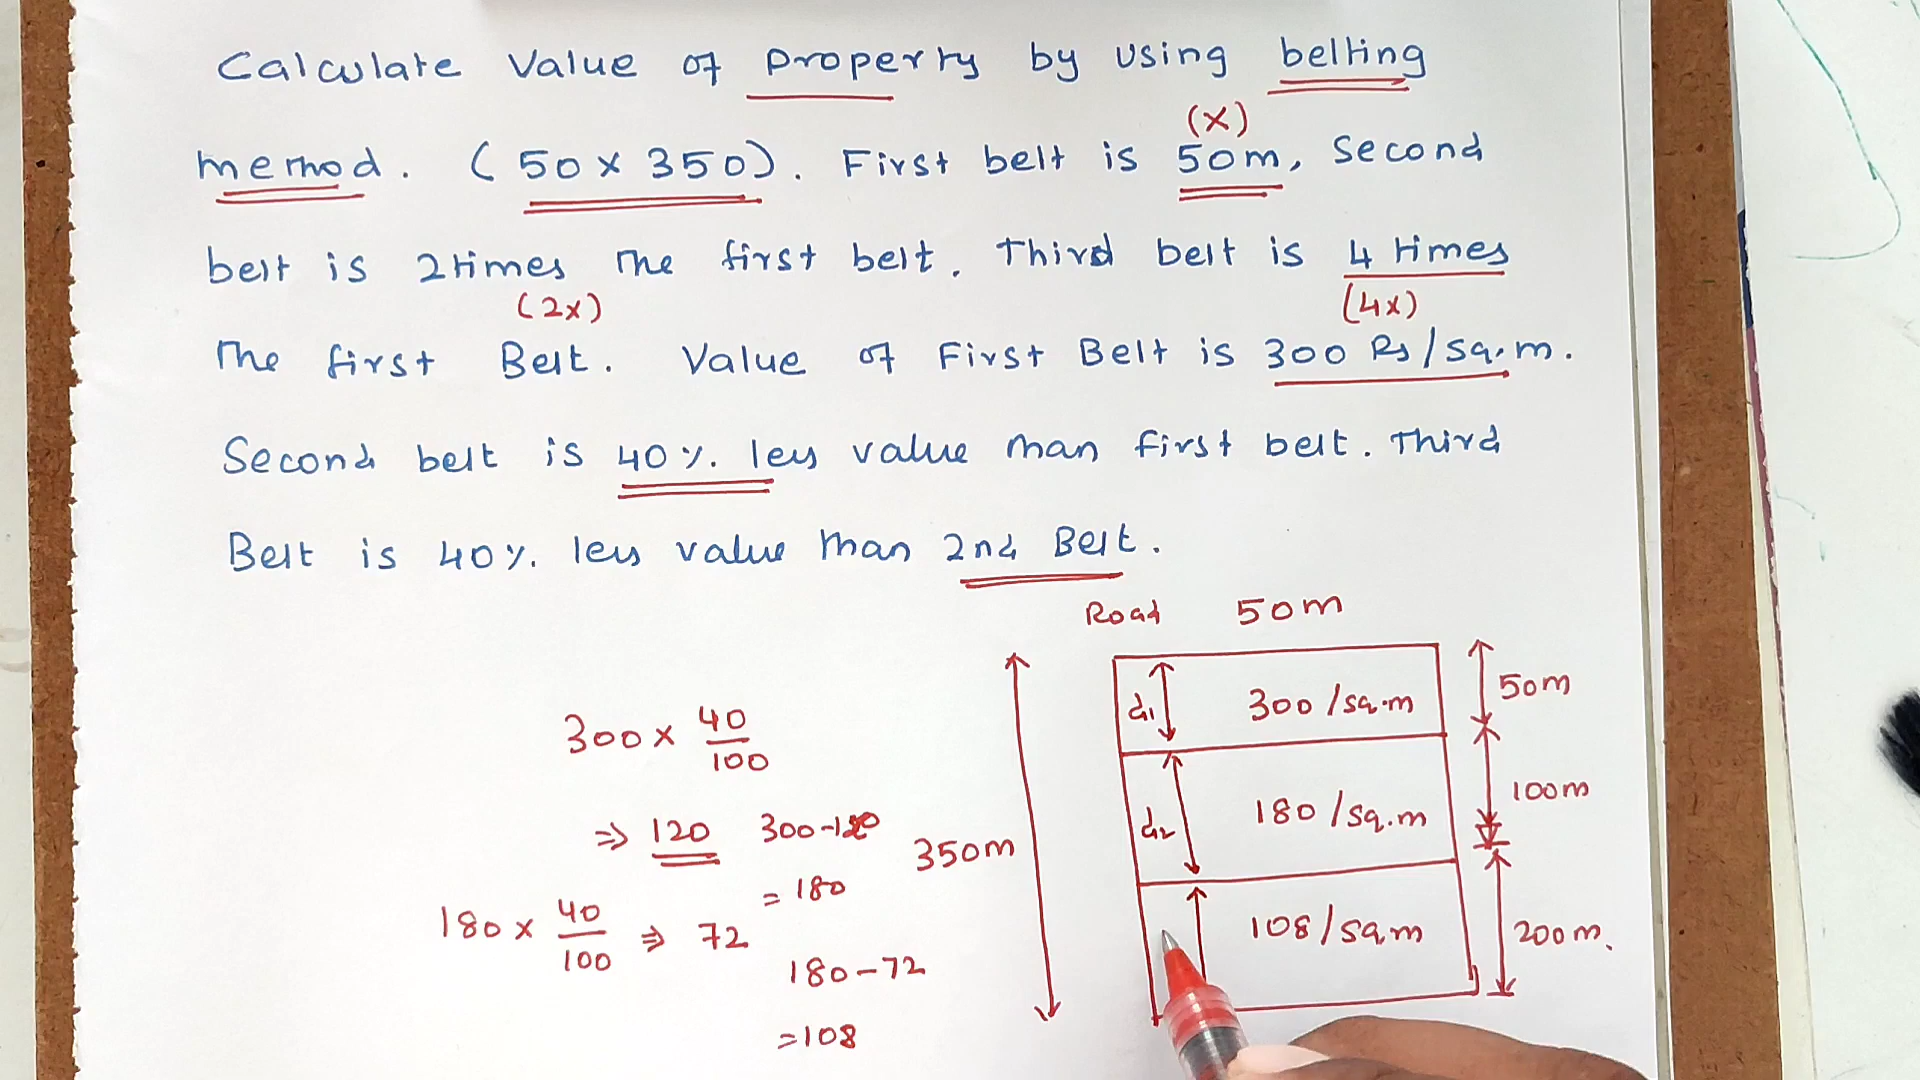 Calculate Value of property by using belting
(x)
method. (50 x 350). First belt is 50m, Second
belt is 2times The first belt. Third belt is 4 times
(2x) (4x)
The first Belt. Value of First Belt is 300 Rs/sq.m.
Second belt is 40%. less value than first belt. Third
Belt is 40%. less value than 2nd Belt.
Road 50m
300 x 40/100
⇒ 120 300-120
= 180
180 x 40/100 ⇒ 72
180-72
=108
350m
d1 300 /sq.m 50m
d2 180 /sq.m 100m
108/sq.m 200m.